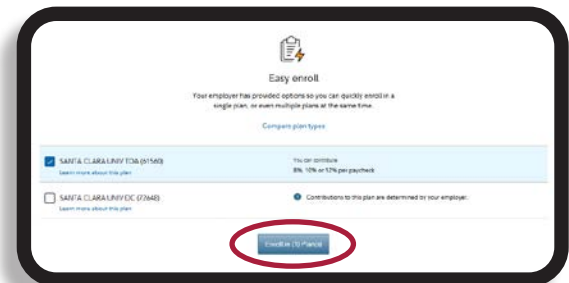 Easy enroll
Your employer has provided options so you can quickly enroll in a
single plan, or even multiple plans at the same time.
Compare plan types
SANTA CLARA UNIV TDA (61560)
Learn more about this plan
You can contribute
8%, 10% or 12% per paycheck
SANTA CLARA UNIV DC (72648)
Learn more about this plan
Contributions to this plan are determined by your employer.
Enroll in (1) Plan(s)